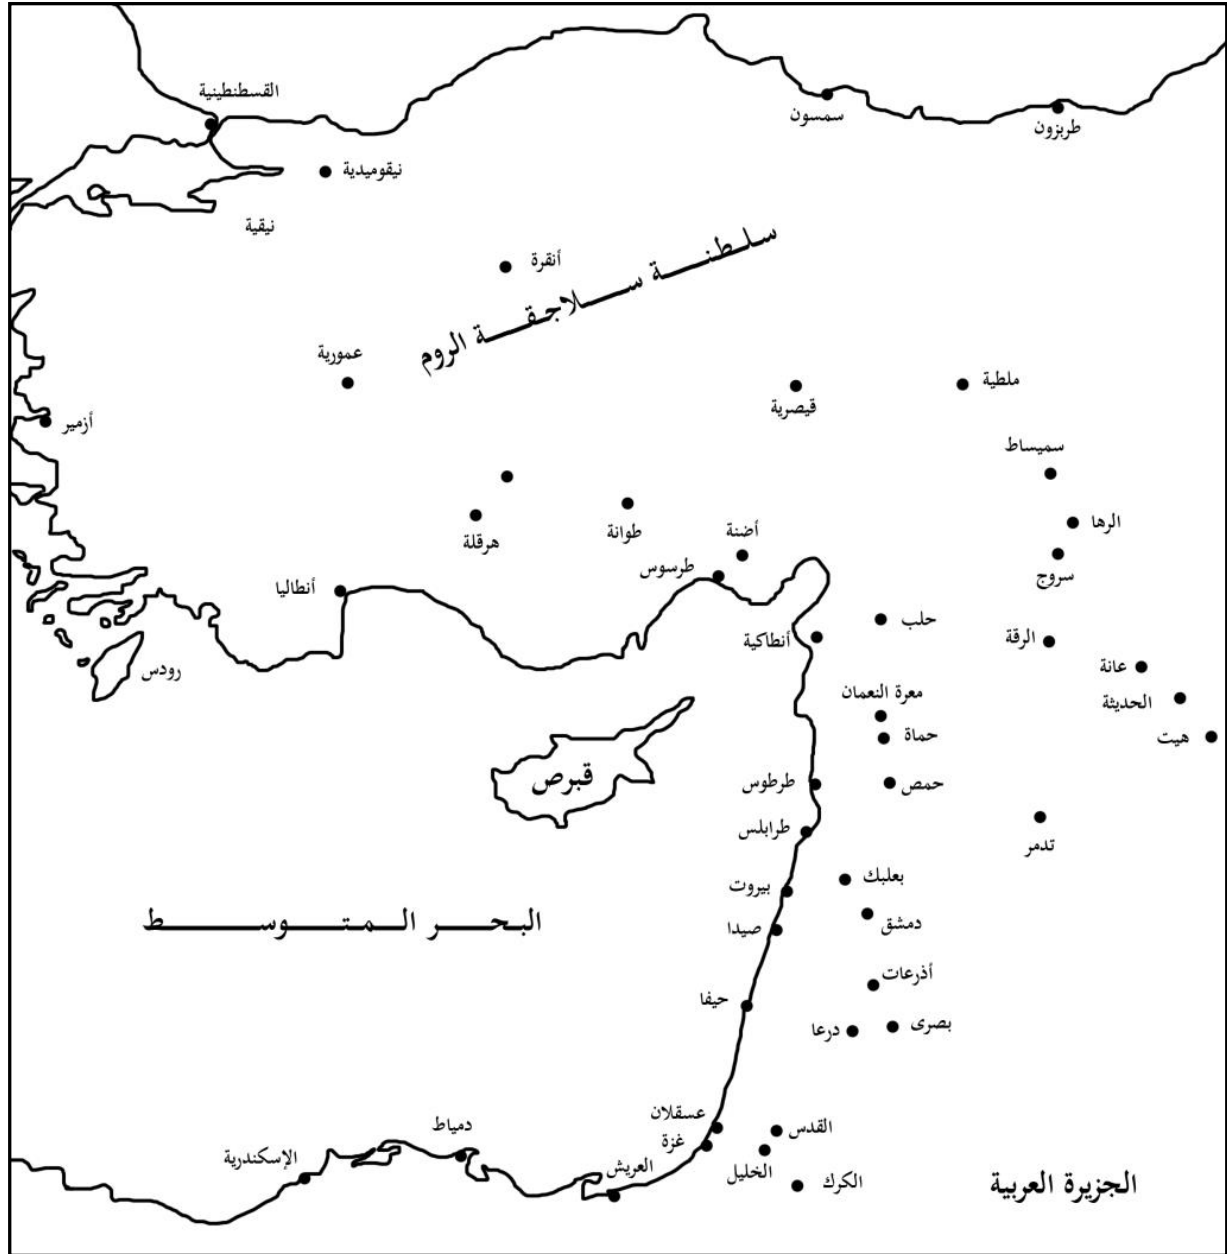 القسطنطينية
سمسون
طربزون
نيقوميدية
نيقية
سلطنة سلاجقة الروم
أنقرة
عمورية
قيصرية
ملطية
أزمير
سميساط
الرها
هرقلة
طوانة
أضنة
سروج
طرسوس
أنطاليا
حلب
أنطاكية
الرقة
عانة
رودس
معرة النعمان
الحديثة
حماة
هيت
قبرص
طرطوس
حمص
طرابلس
تدمر
بعلبك
بيروت
البحر المتوسط
دمشق
صيدا
أذرعات
حيفا
بصرى
درعا
عسقلان
القدس
دمياط
غزة
الإسكندرية
العريش
الخليل
الكرك
الجزيرة العربية